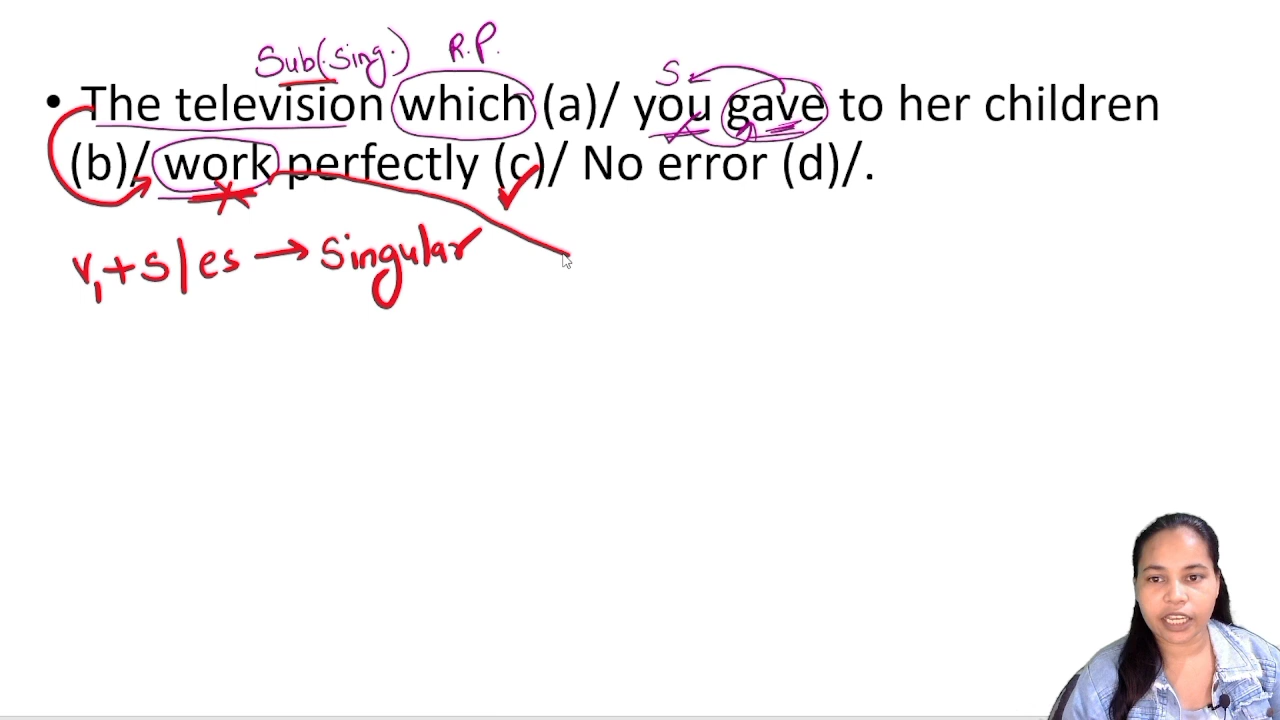 Sub(Sing.) R.P.
S
• The television which (a)/ you gave to her children
(b)/ work perfectly (c)/ No error (d)/.
V1+s/es → Singular